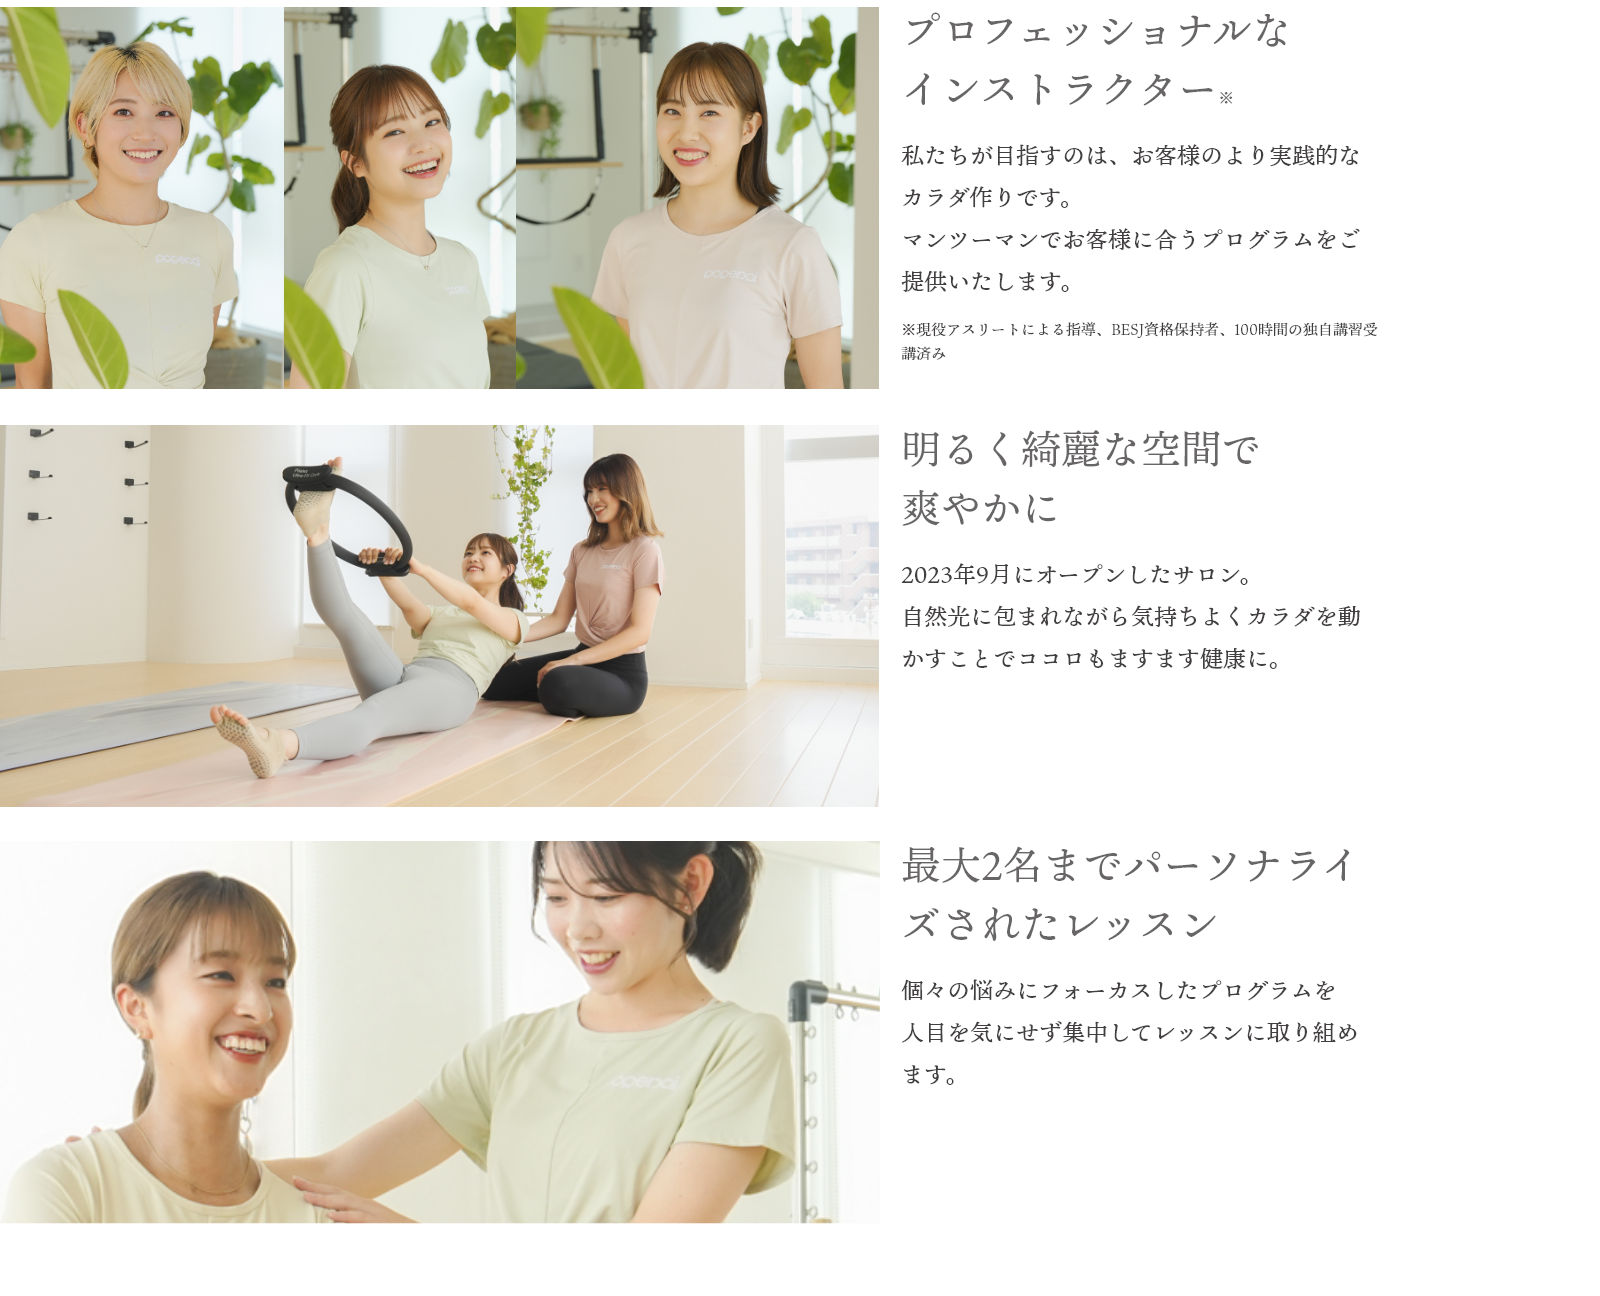 プロフェッショナルな
インストラクター※
私たちが目指すのは、お客様のより実践的な
カラダ作りです。
マンツーマンでお客様に合うプログラムをご
提供いたします。
※現役アスリートによる指導、BESJ資格保持者、100時間の独自講習受
講済み
明るく綺麗な空間で
爽やかに
2023年9月にオープンしたサロン。
自然光に包まれながら気持ちよくカラダを動
かすことでココロもますます健康に。
最大2名までパーソナライ
ズされたレッスン
個々の悩みにフォーカスしたプログラムを
人目を気にせず集中してレッスンに取り組め
ます。